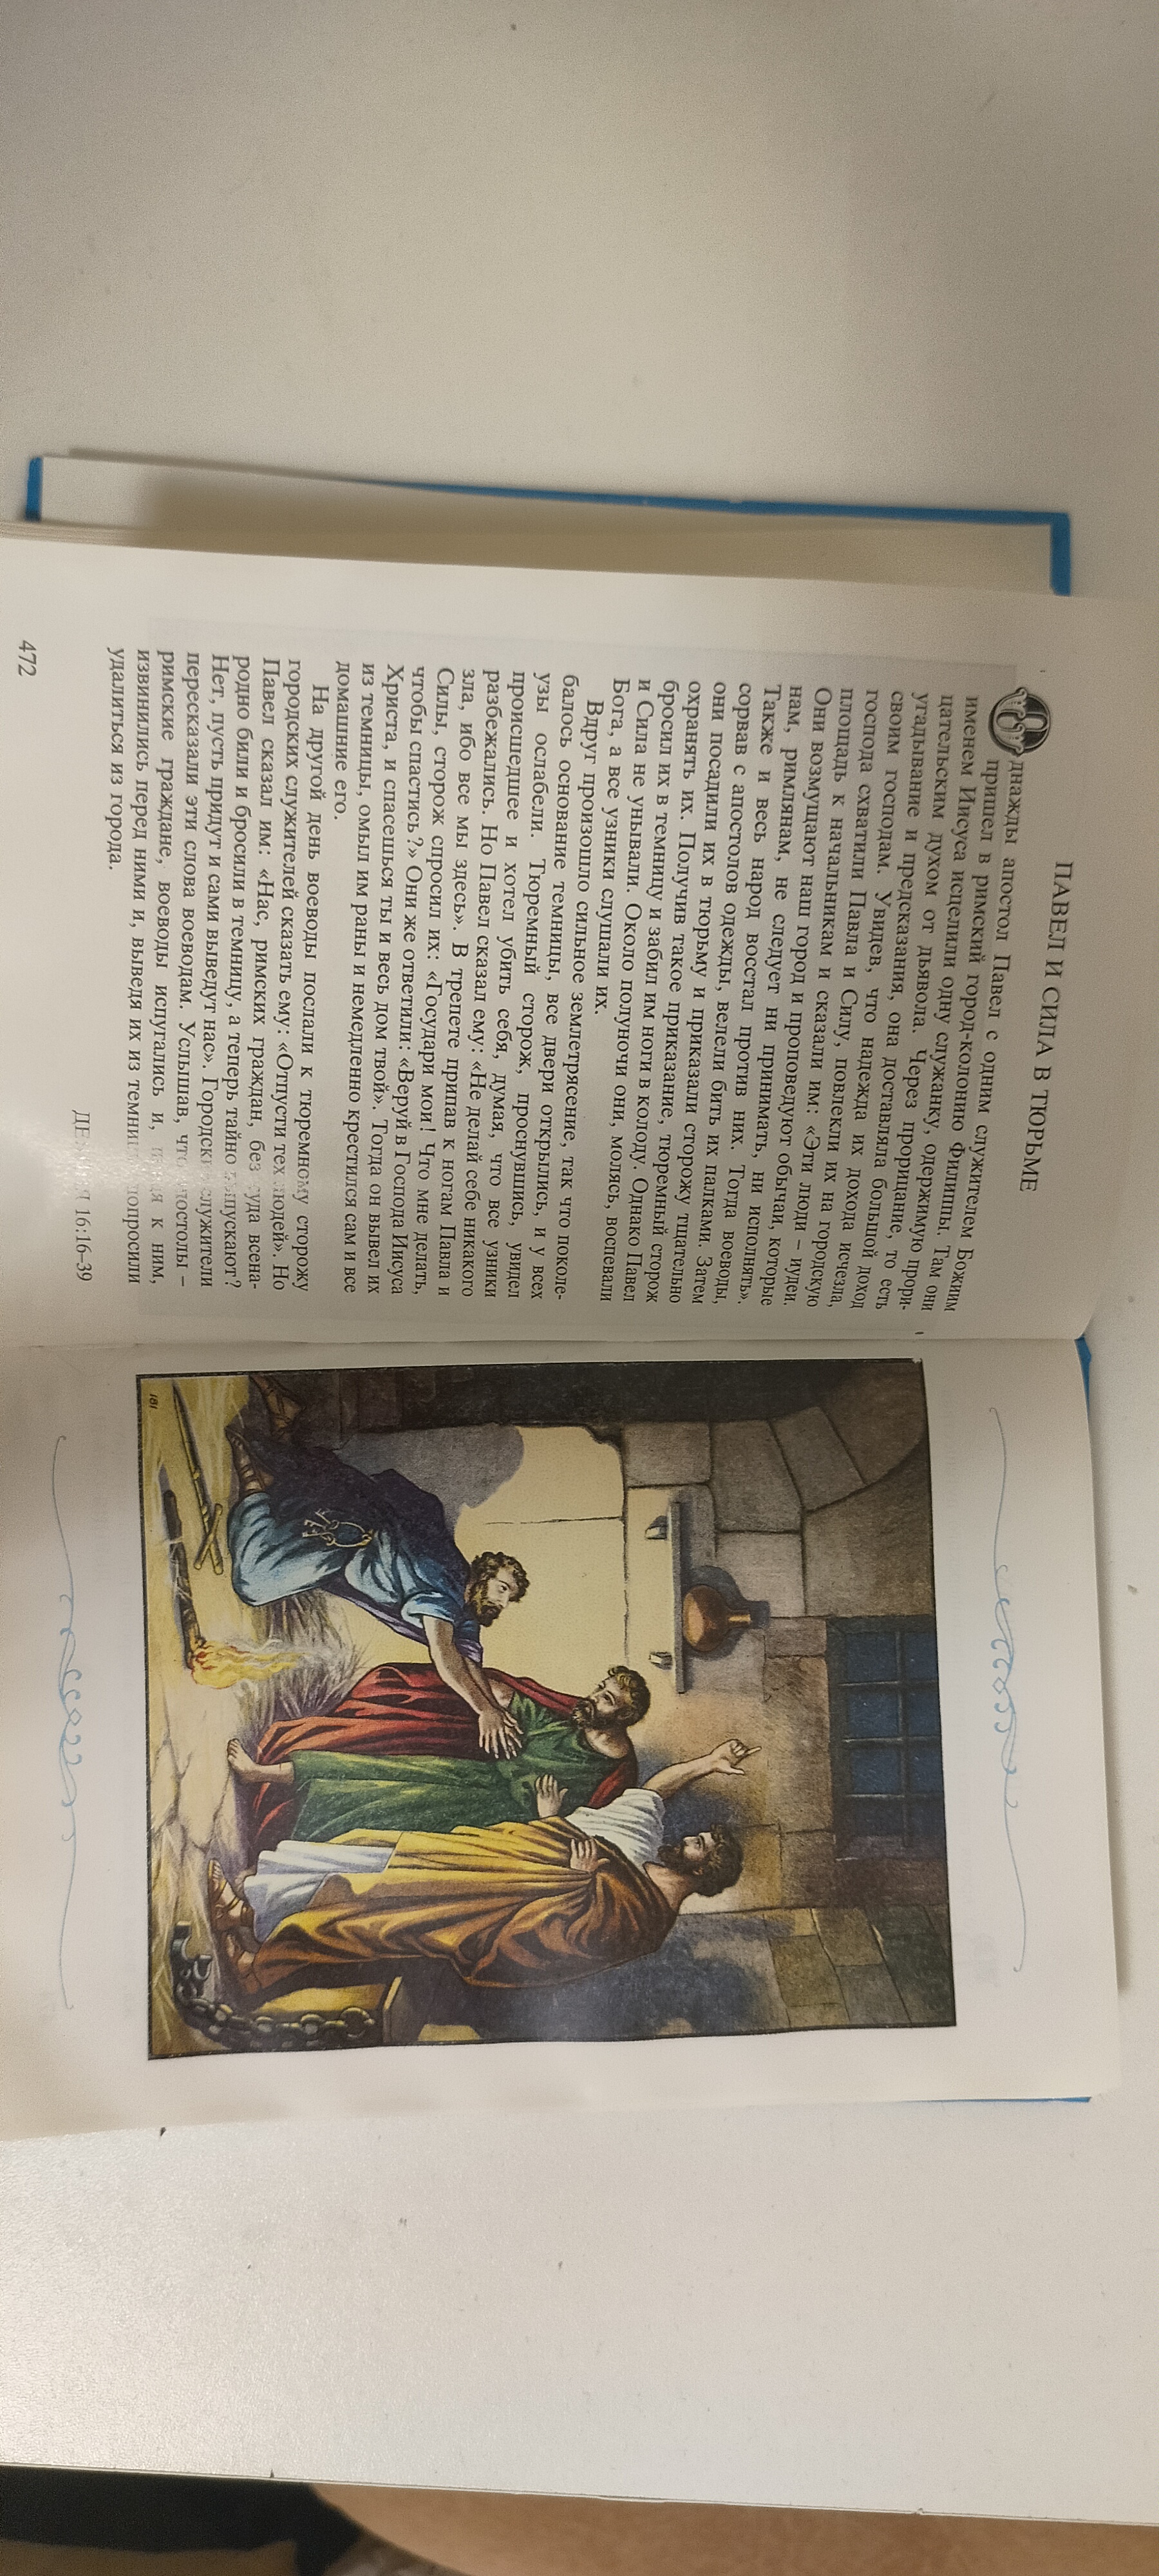 ПАВЕЛ И СИЛА В ТЮРЬМЕ
Однажды апостол Павел с одним служителем Божиим
пришел в римский город-колонию Филиппы. Там они
именем Иисуса исцелили одну служанку, одержимую прори-
цательским духом от дьявола. Через прорицание, то есть
угадывание и предсказания, она доставляла большой доход
своим господам. Увидев, что надежда их дохода исчезла,
господа схватили Павла и Силу, повлекли их на городскую
площадь к начальникам и сказали им: «Эти люди – иудеи.
Они возмущают наш город и проповедуют обычаи, которые
нам, римлянам, не следует ни принимать, ни исполнять».
Также и весь народ восстал против них. Тогда воеводы,
сорвав с апостолов одежды, велели бить их палками. Затем
они посадили их в тюрьму и приказали сторожу тщательно
охранять их. Получив такое приказание, тюремный сторож
бросил их в темницу и забил им ноги в колоду. Однако Павел
и Сила не унывали. Около полуночи они, молясь, воспевали
Бога, а все узники слушали их.
Вдруг произошло сильное землетрясение, так что поколе-
балось основание темницы, все двери открылись, и у всех
узы ослабели. Тюремный сторож, проснувшись, увидел
происшедшее и хотел убить себя, думая, что все узники
разбежались. Но Павел сказал ему: «Не делай себе никакого
зла, ибо все мы здесь». В трепете припав к ногам Павла и
Силы, сторож спросил их: «Государи мои! Что мне делать,
чтобы спастись?» Они же ответили: «Веруй в Господа Иисуса
Христа, и спасешься ты и весь дом твой». Тогда он вывел их
из темницы, омыл им раны и немедленно крестился сам и все
домашние его.
На другой день воеводы послали к тюремному сторожу
городских служителей сказать ему: «Отпусти тех людей». Но
Павел сказал им: «Нас, римских граждан, без суда всена-
родно били и бросили в темницу, а теперь тайно выпускают?
Нет, пусть придут и сами выведут нас». Городские служители
пересказали эти слова воеводам. Услышав, что апостолы –
римские граждане, воеводы испугались и, придя к ним,
извинились перед ними и, выведя их из темницы, попросили
удалиться из города.
16:16–39
472
181